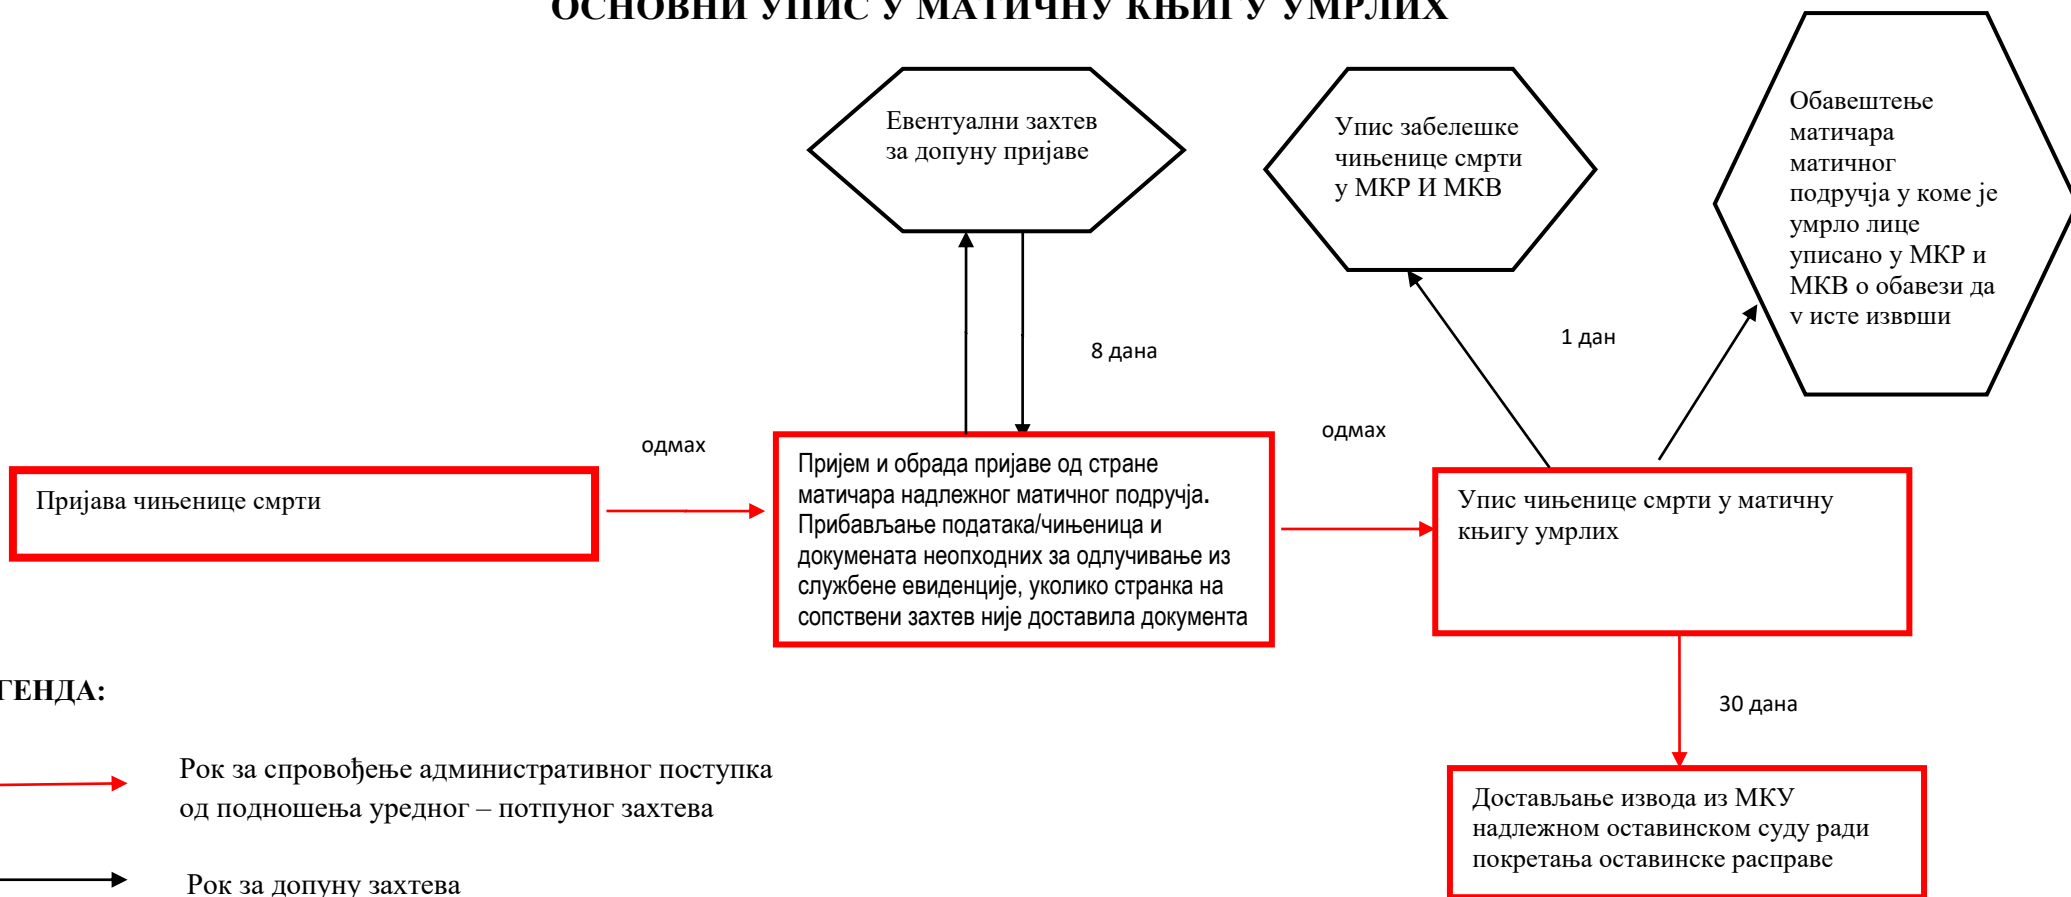 ОСНОВНИ УПИС У МАТИЧНУ КЊИГУ УМРЛИХ
Евентуални захтев
за допуну пријаве
Упис забелешке
чињенице смрти
у МКР И МКВ
Обавештење
матичара
матичног
подручја у коме је
умрло лице
уписано у МКР и
МКВ о обавези да
у исте изврши
8 дана
1 дан
одмах
одмах
Пријава чињенице смрти
Пријем и обрада пријаве од стране
матичара надлежног матичног подручја.
Прибављање података/чињеница и
докумената неопходних за одлучивање из
службене евиденције, уколико странка на
сопствени захтев није доставила документа
Упис чињенице смрти у матичну
књигу умрлих
30 дана
Достављање извода из МКУ
надлежном оставинском суду ради
покретања оставинске расправе
ГЕНДА:
Рок за спровођење административног поступка
од подношења уредног – потпуног захтева
Рок за допуну захтева